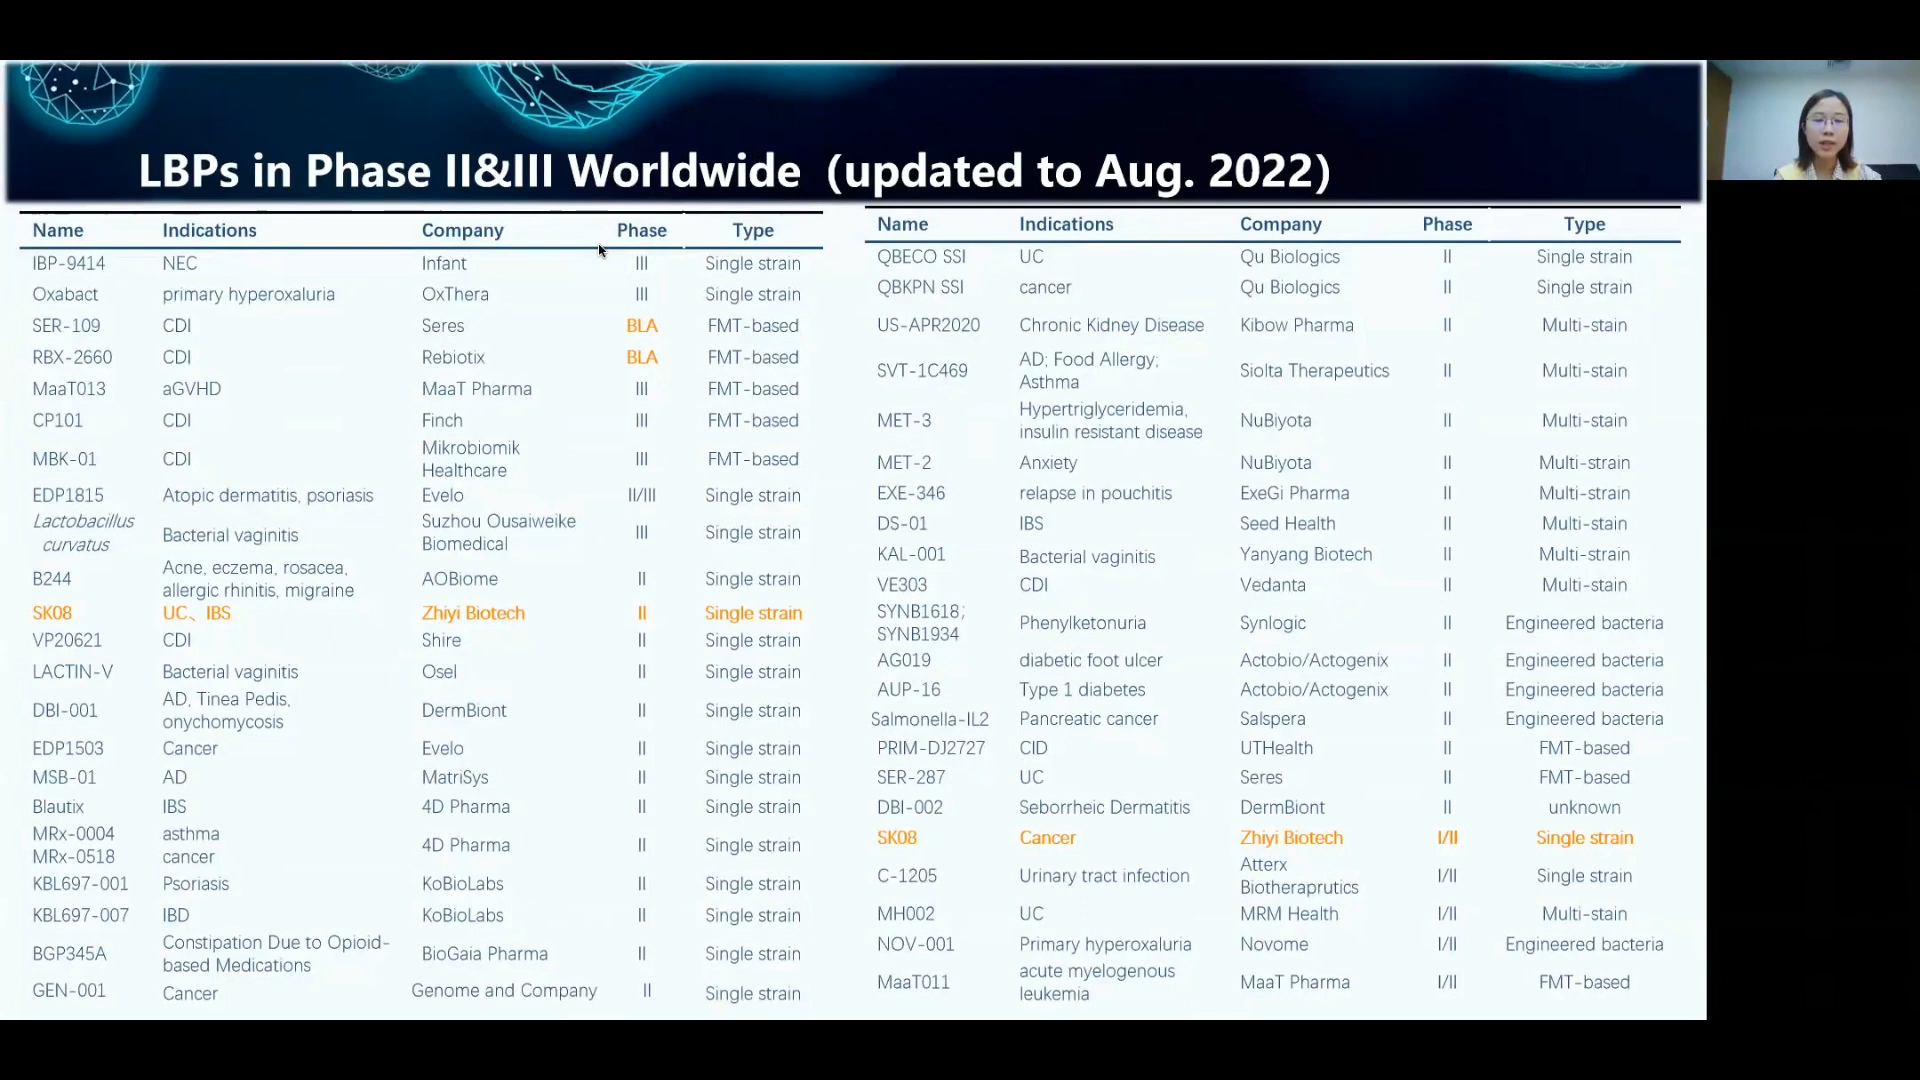 LBPs in Phase II&III Worldwide (updated to Aug. 2022)
Name Indications Company Phase Type
IBP-9414 NEC Infant III Single strain
Oxabact primary hyperoxaluria OxThera III Single strain
SER-109 CDI Seres BLA FMT-based
RBX-2660 CDI Rebiotix BLA FMT-based
MaaT013 aGVHD MaaT Pharma III FMT-based
CP101 CDI Finch III FMT-based
MBK-01 CDI Mikrobiomik Healthcare III FMT-based
EDP1815 Atopic dermatitis, psoriasis Evelo II/III Single strain
Lactobacillus curvatus Bacterial vaginitis Suzhou Ousaiweike Biomedical III Single strain
B244 Acne, eczema, rosacea, allergic rhinitis, migraine AOBiome II Single strain
SK08 UC、IBS Zhiyi Biotech II Single strain
VP20621 CDI Shire II Single strain
LACTIN-V Bacterial vaginitis Osel II Single strain
DBI-001 AD, Tinea Pedis, onychomycosis DermBiont II Single strain
EDP1503 Cancer Evelo II Single strain
MSB-01 AD MatriSys II Single strain
Blautix IBS 4D Pharma II Single strain
MRx-0004 asthma
MRx-0518 cancer 4D Pharma II Single strain
KBL697-001 Psoriasis KoBioLabs II Single strain
KBL697-007 IBD KoBioLabs II Single strain
BGP345A Constipation Due to Opioid-based Medications BioGaia Pharma II Single strain
GEN-001 Cancer Genome and Company II Single strain
Name Indications Company Phase Type
QBECO SSI UC Qu Biologics II Single strain
QBKPN SSI cancer Qu Biologics II Single strain
US-APR2020 Chronic Kidney Disease Kibow Pharma II Multi-stain
SVT-1C469 AD; Food Allergy; Asthma Siolta Therapeutics II Multi-stain
MET-3 Hypertriglyceridemia, insulin resistant disease NuBiyota II Multi-stain
MET-2 Anxiety NuBiyota II Multi-strain
EXE-346 relapse in pouchitis ExeGi Pharma II Multi-strain
DS-01 IBS Seed Health II Multi-stain
KAL-001 Bacterial vaginitis Yanyang Biotech II Multi-strain
VE303 CDI Vedanta II Multi-stain
SYNB1618; SYNB1934 Phenylketonuria Synlogic II Engineered bacteria
AG019 diabetic foot ulcer Actobio/Actogenix II Engineered bacteria
AUP-16 Type 1 diabetes Actobio/Actogenix II Engineered bacteria
Salmonella-IL2 Pancreatic cancer Salspera II Engineered bacteria
PRIM-DJ2727 CID UTHealth II FMT-based
SER-287 UC Seres II FMT-based
DBI-002 Seborrheic Dermatitis DermBiont II unknown
SK08 Cancer Zhiyi Biotech I/II Single strain
C-1205 Urinary tract infection Atterx Biotheraprutics I/II Single strain
MH002 UC MRM Health I/II Multi-stain
NOV-001 Primary hyperoxaluria Novome I/II Engineered bacteria
MaaT011 acute myelogenous leukemia MaaT Pharma I/II FMT-based